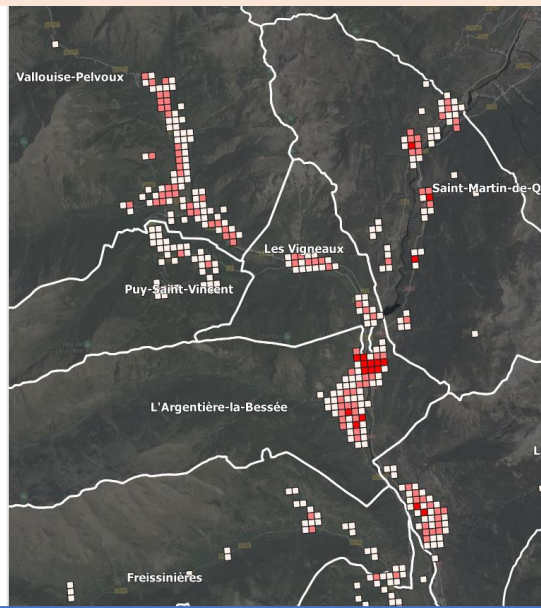 Vallouise-Pelvoux
Saint-Martin-de-Q
Les Vigneaux
Puy-Saint-Vincent
L'Argentière-la-Bessée
L
Freissinières